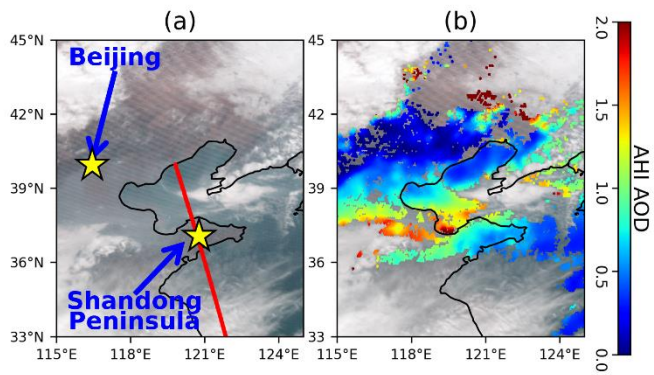 (a)
(b)
45°N
42°N
39°N
36°N
33°N
115°E
118°E
121°E
124°E
Beijing
Shandong
Peninsula
45
42
39
36
33
115°E
118°E
121°E
124°E
2.0
1.5
1.0
0.5
0.0
AHI AOD